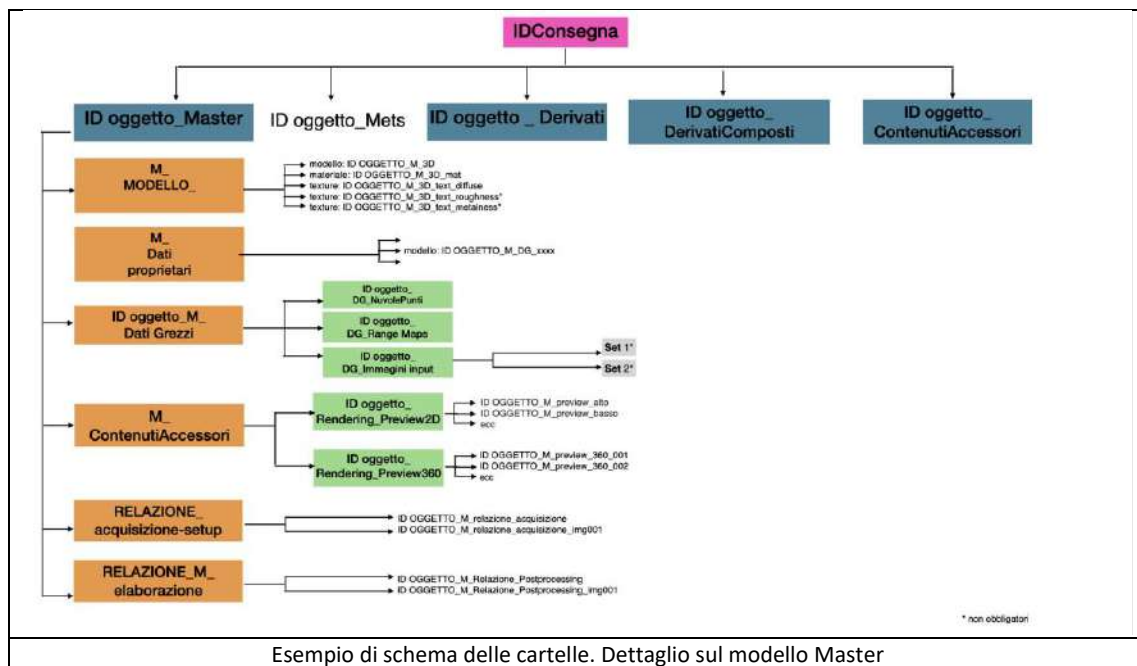 IDConsegna
ID oggetto_Master
ID oggetto_Mets
ID oggetto _ Derivati
ID oggetto_
DerivatiComposti
ID oggetto_
ContenutiAccessori
M_
MODELLO_
modello: ID OGGETTO_M_3D
materiale: ID OGGETTO_M_3D_mat
texture: ID OGGETTO_M_3D_text_diffuse
texture: ID OGGETTO_M_3D_text_roughness*
texture: ID OGGETTO_M_3D_text_metalness*
M_
Dati
proprietari
modello: ID OGGETTO_M_DG_xxxx
ID oggetto_M_
Dati Grezzi
ID oggetto_
DG_NuvolePunti
ID oggetto_
DG_Range Maps
ID oggetto_
DG_Immagini input
Set 1*
Set 2*
M_
ContenutiAccessori
ID oggetto_
Rendering_Preview2D
ID OGGETTO_M_preview_alto
ID OGGETTO_M_preview_basso
ecc
ID oggetto_
Rendering_Preview360
ID OGGETTO_M_preview_360_001
ID OGGETTO_M_preview_360_002
ecc
RELAZIONE_
acquisizione-setup
ID OGGETTO_M_relazione_acquisizione
ID OGGETTO_M_relazione_acquisizione_img001
RELAZIONE_M_
elaborazione
ID OGGETTO_M_Relazione_Postprocessing
ID OGGETTO_M_Relazione_Postprocessing_img001
* non obbligatori
Esempio di schema delle cartelle. Dettaglio sul modello Master